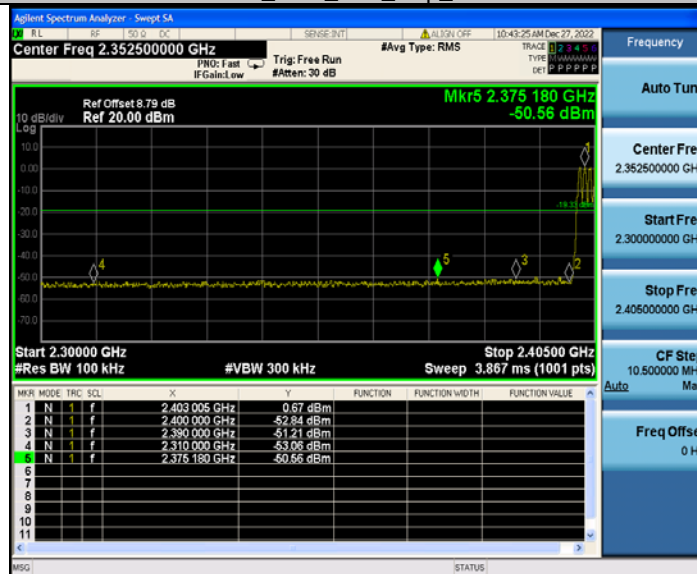 Agilent Spectrum Analyzer - Swept SA
RL RF 50 Ω DC SENSE:INT ALIGN OFF 10:43:25 AM Dec 27, 2022
Center Freq 2.352500000 GHz #Avg Type: RMS TRACE 1 2 3 4 5 6
PNO: Fast Trig: Free Run TYPE M
IFGain:Low #Atten: 30 dB DET P P P P P P
Frequency
Mkr5 2.375 180 GHz
Ref Offset 8.79 dB
10 dB/div Ref 20.00 dBm -50.56 dBm
Log
10.0
0.00
-10.0
-20.0
-30.0
-40.0
-50.0
-60.0
-70.0
1
4
5
3
2
Start 2.30000 GHz Stop 2.40500 GHz
#Res BW 100 kHz #VBW 300 kHz Sweep 3.867 ms (1001 pts)
MKR MODE TRC SCL X Y FUNCTION FUNCTION WIDTH FUNCTION VALUE
1 N 1 f 2.403 005 GHz 0.67 dBm
2 N 1 f 2.400 000 GHz -52.84 dBm
3 N 1 f 2.390 000 GHz -51.21 dBm
4 N 1 f 2.310 000 GHz -53.06 dBm
5 N 1 f 2.375 180 GHz -50.56 dBm
6
7
8
9
10
11
MSG STATUS
Auto Tun
Center Fre
2.352500000 GH
Start Fre
2.300000000 GH
Stop Fre
2.405000000 GH
CF Step
10.500000 MH
Auto Ma
Freq Offse
0 H